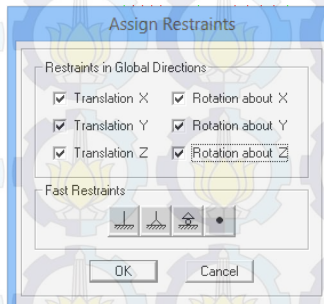 Assign Restraints
Restraints in Global Directions
Translation X Rotation about X
Translation Y Rotation about Y
Translation Z Rotation about Z
Fast Restraints
OK Cancel